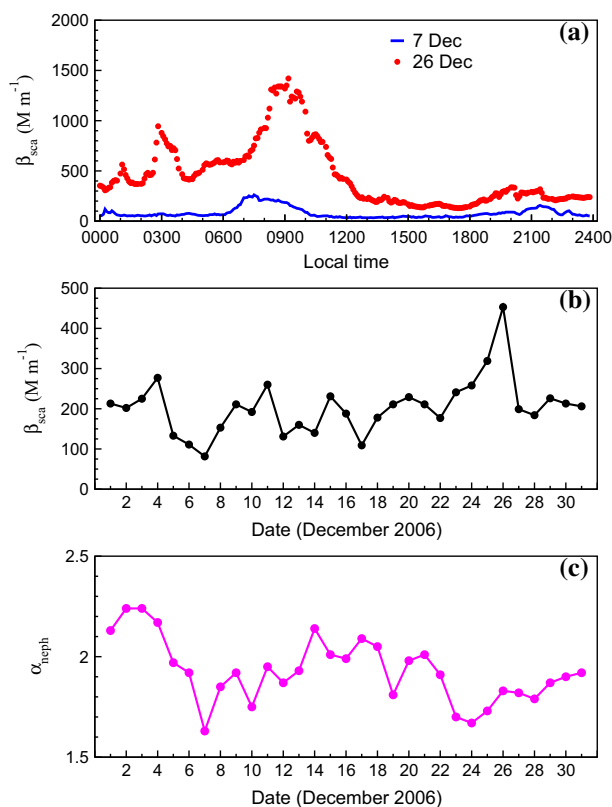 (a)
7 Dec
26 Dec
2000
1500
1000
500
0
βsca (M m-1)
0000 0300 0600 0900 1200 1500 1800 2100 2400
Local time
(b)
500
400
300
200
100
0
βsca (M m-1)
2 4 6 8 10 12 14 16 18 20 22 24 26 28 30
Date (December 2006)
(c)
2.5
2
1.5
αneph
2 4 6 8 10 12 14 16 18 20 22 24 26 28 30
Date (December 2006)